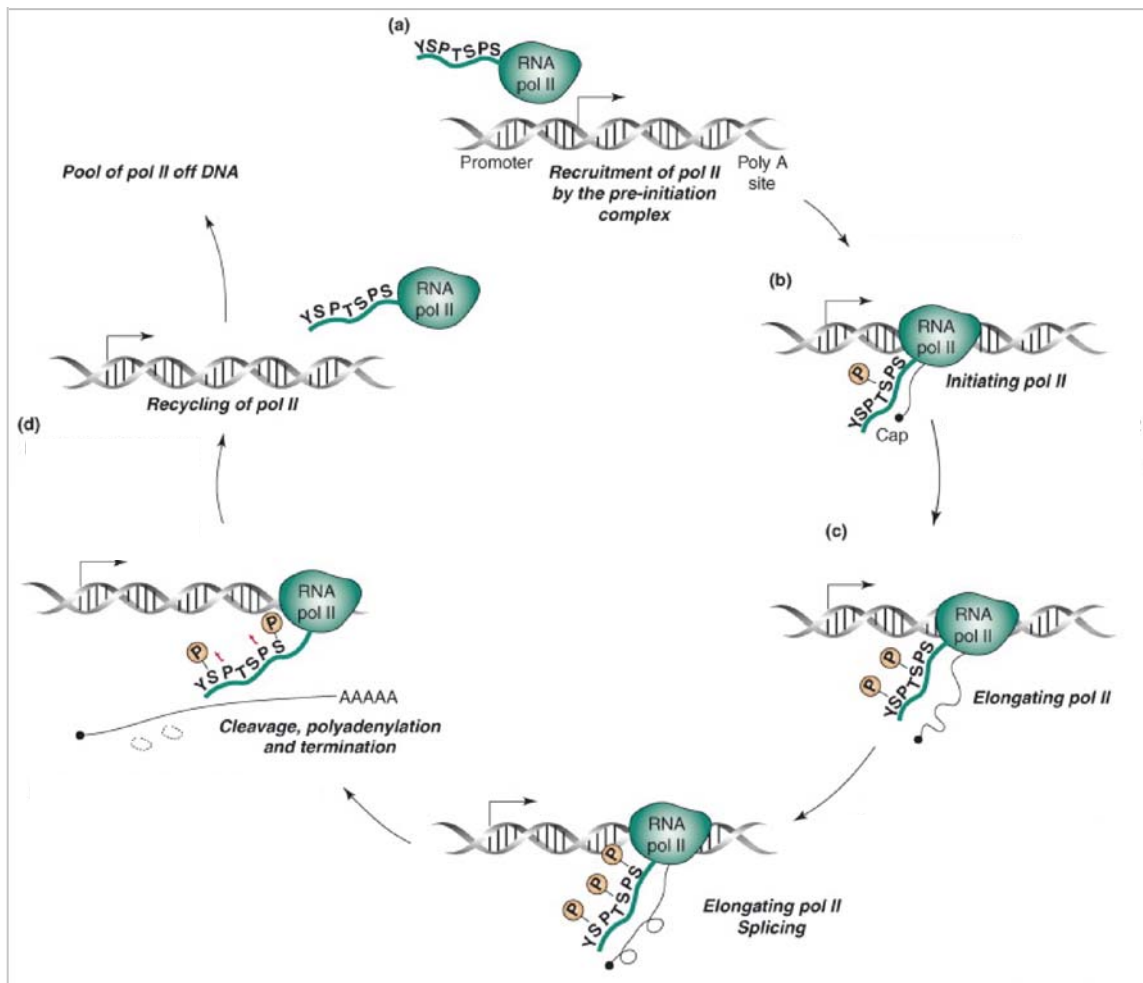 (a)
YSPTSPS
RNA
pol II
Promoter
Recruitment of pol II
by the pre-initiation
complex
Poly A
site
(b)
RNA
pol II
P
YSPTSPS
Initiating pol II
Cap
(c)
RNA
pol II
P
P
YSPTSPS
Elongating pol II
RNA
pol II
P
P
P
YSPTSPS
Elongating pol II
Splicing
(d)
RNA
pol II
P
P
YSPTSPS
AAAAA
Cleavage, polyadenylation
and termination
YSPTSPS
RNA
pol II
Recycling of pol II
Pool of pol II off DNA